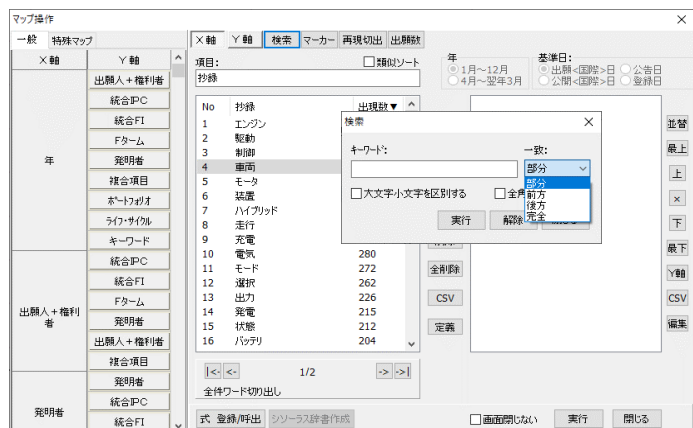 マップ操作
一般 特殊マップ
X 軸 Y 軸
年
出願人+権利者
統合IPC
統合FI
Fターム
発明者
複合項目
ポートフォリオ
ライフ・サイクル
キーワード
出願人+権利者
統合IPC
統合FI
Fターム
発明者
出願人+権利者
複合項目
発明者
発明者
統合IPC
統合FI
X 軸 Y 軸 検索 マーカー 再現切出 出願数
項目: 類似ソート
抄録
年
1月～12月
4月～翌年3月
基準日:
出願<国際>日 公告日
公開<国際>日 登録日
No 抄録 出現数▼
1 エンジン
2 駆動
3 制御
4 車両
5 モータ
6 装置
7 ハイブリッド
8 走行
9 充電
10 電気 280
11 モード 272
12 選択 262
13 出力 226
14 発電 215
15 状態 212
16 バッテリ 204
検索
キーワード: 一致:
部分
部分
前方
後方
完全
大文字小文字を区別する
実行 解除
全削除
CSV
定義
並替
最上
上
×
下
最下
Y軸
CSV
編集
|<- <- 1/2 -> ->|
全件ワード切り出し
式 登録/呼出 シソーラス辞書作成 画面閉じない 実行 閉じる